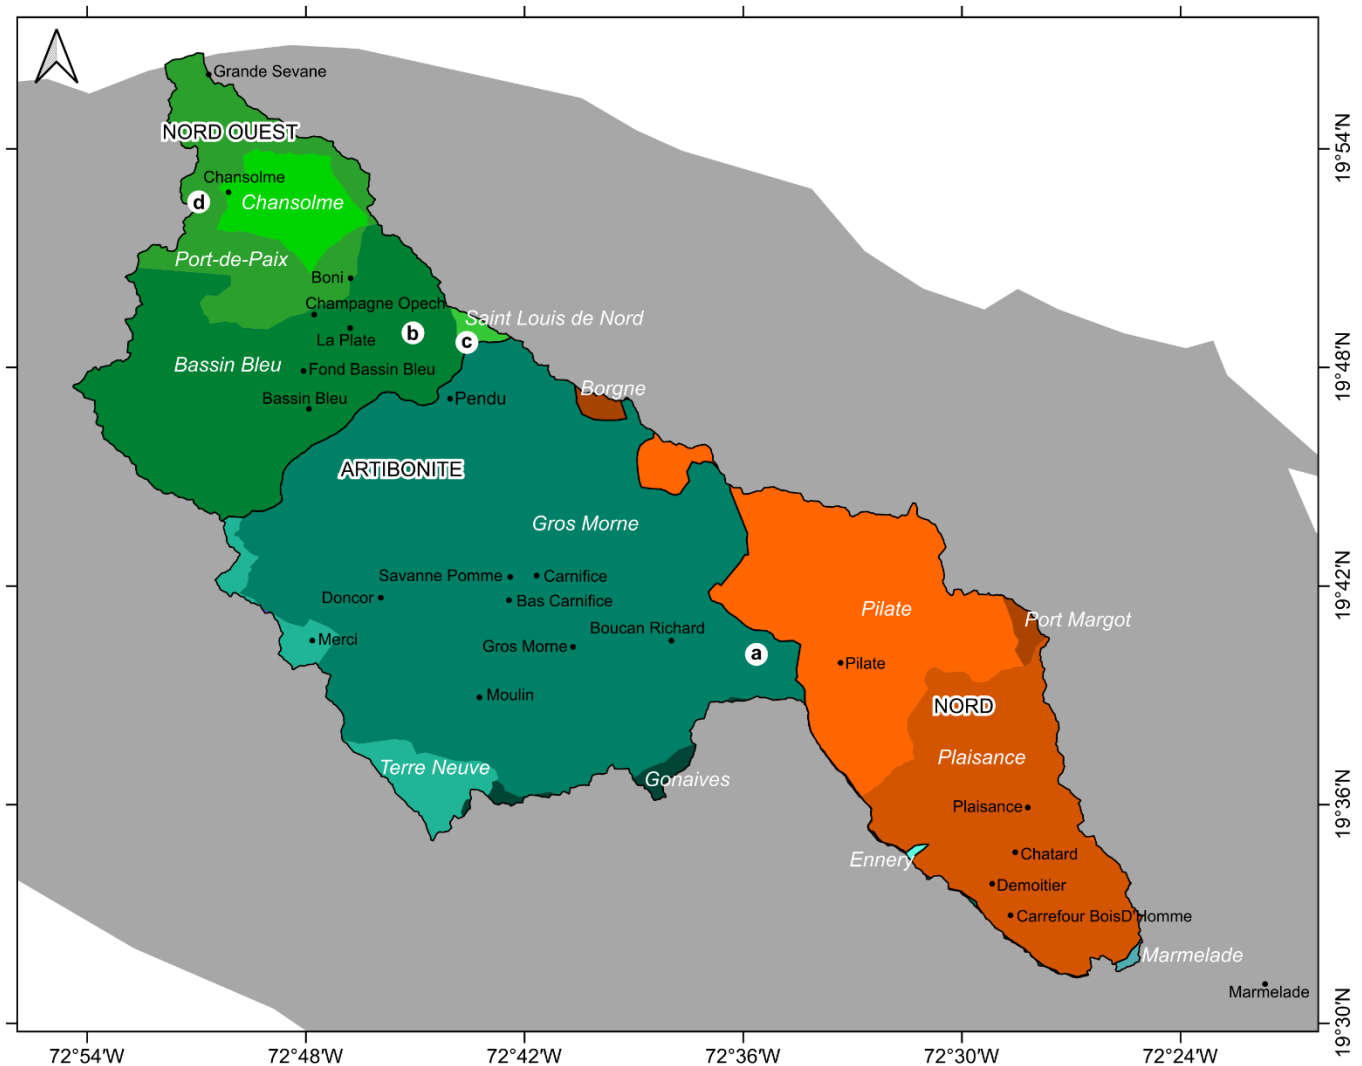 Grande Sevane
NORD OUEST
19°54'N
Chansolme
d
Chansolme
Port-de-Paix
Boni
Champagne Opech
Saint Louis de Nord
b
c
La Plate
Bassin Bleu
Fond Bassin Bleu
19°48'N
Borgne
Bassin Bleu
Pendu
ARTIBONITE
Gros Morne
Savanne Pomme
Carnifice
19°42'N
Doncor
Bas Carnifice
Pilate
Port Margot
Boucan Richard
Merci
Gros Morne
a
Pilate
Moulin
NORD
Plaisance
Terre Neuve
Gonaives
Plaisance
19°36'N
Ennery
Chatard
Demoitier
Carrefour BoisD'Homme
Marmelade
Marmelade
19°30'N
72°54'W
72°48'W
72°42'W
72°36'W
72°30'W
72°24'W